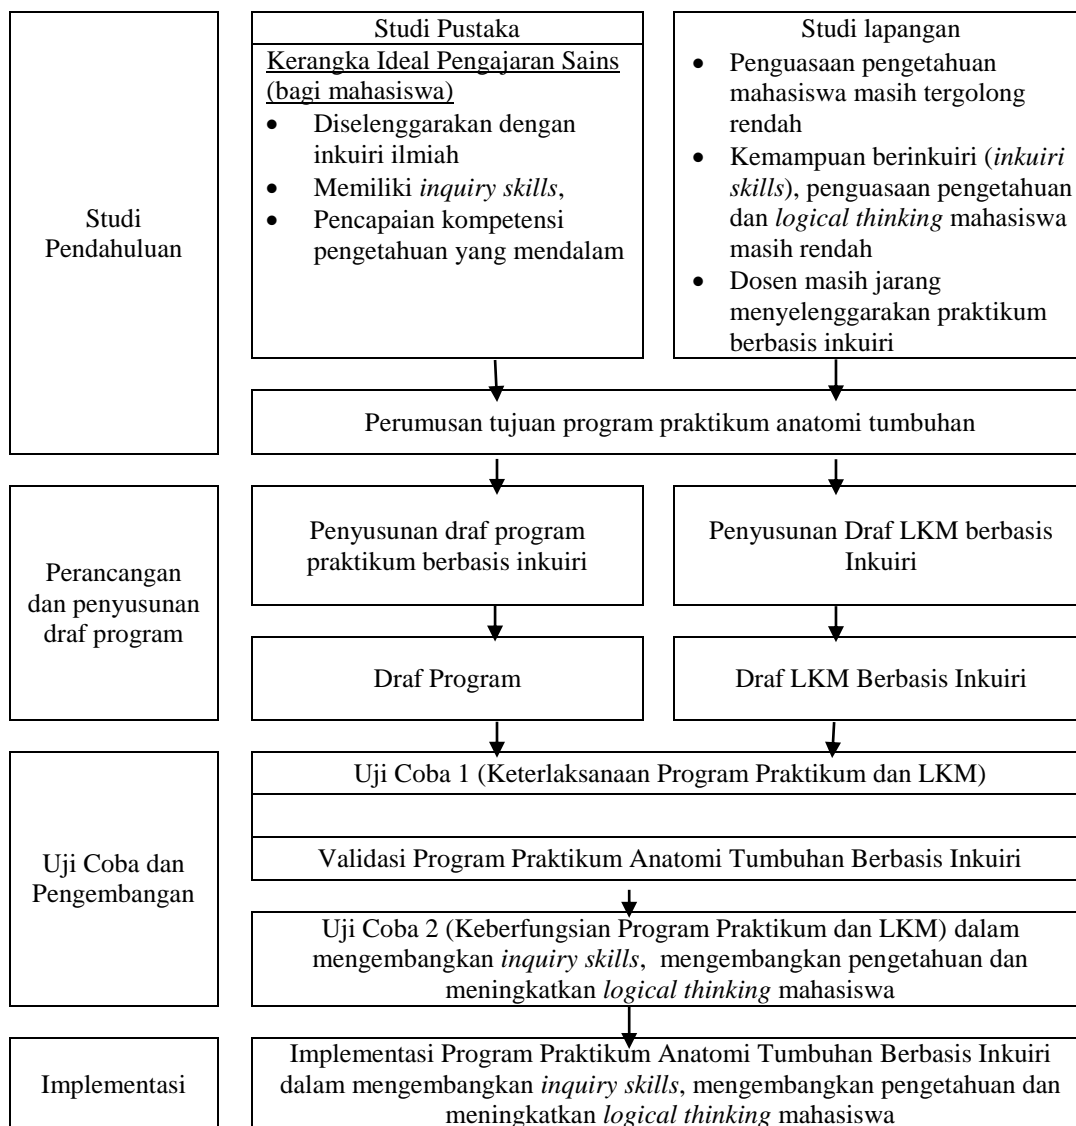 Studi
Pendahuluan
Studi Pustaka
Kerangka Ideal Pengajaran Sains
(bagi mahasiswa)
• Diselenggarakan dengan
inkuiri ilmiah
• Memiliki inquiry skills,
• Pencapaian kompetensi
pengetahuan yang mendalam
Studi lapangan
• Penguasaan pengetahuan
mahasiswa masih tergolong
rendah
• Kemampuan berinkuiri (inkuiri
skills), penguasaan pengetahuan
dan logical thinking mahasiswa
masih rendah
• Dosen masih jarang
menyelenggarakan praktikum
berbasis inkuiri
Perumusan tujuan program praktikum anatomi tumbuhan
Perancangan
dan penyusunan
draf program
Penyusunan draf program
praktikum berbasis inkuiri
Penyusunan Draf LKM berbasis
Inkuiri
Draf Program
Draf LKM Berbasis Inkuiri
Uji Coba dan
Pengembangan
Uji Coba 1 (Keterlaksanaan Program Praktikum dan LKM)
Validasi Program Praktikum Anatomi Tumbuhan Berbasis Inkuiri
Uji Coba 2 (Keberfungsian Program Praktikum dan LKM) dalam
mengembangkan inquiry skills, mengembangkan pengetahuan dan
meningkatkan logical thinking mahasiswa
Implementasi
Implementasi Program Praktikum Anatomi Tumbuhan Berbasis Inkuiri
dalam mengembangkan inquiry skills, mengembangkan pengetahuan dan
meningkatkan logical thinking mahasiswa